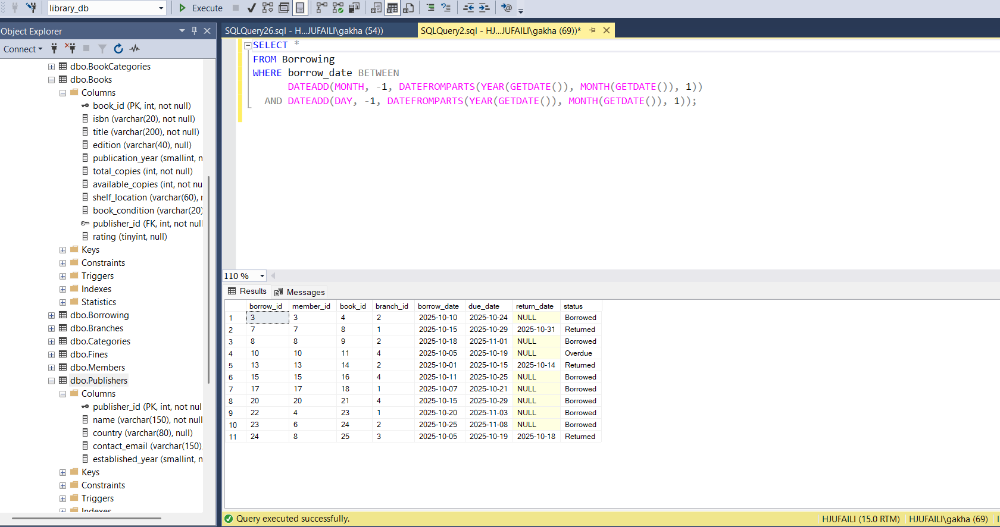 library_db
Execute
Object Explorer
Connect
dbo.BookCategories
dbo.Books
Columns
book_id (PK, int, not null)
isbn (varchar(20), not null)
title (varchar(200), not null)
edition (varchar(40), null)
publication_year (smallint, n
total_copies (int, not null)
available_copies (int, not nu
shelf_location (varchar(60), r
book_condition (varchar(20)
publisher_id (FK, int, not null
rating (tinyint, null)
Keys
Constraints
Triggers
Indexes
Statistics
dbo.Borrowing
dbo.Branches
dbo.Categories
dbo.Fines
dbo.Members
dbo.Publishers
Columns
publisher_id (PK, int, not nul
name (varchar(150), not null
country (varchar(80), null)
contact_email (varchar(150)
established_year (smallint, n
Keys
Constraints
Triggers
Indexes
SQLQuery26.sql - H...JUFAILI\gakha (54))
SQLQuery2.sql - HJ...JUFAILI\gakha (69))*
SELECT *
FROM Borrowing
WHERE borrow_date BETWEEN
DATEADD(MONTH, -1, DATEFROMPARTS(YEAR(GETDATE()), MONTH(GETDATE()), 1))
AND DATEADD(DAY, -1, DATEFROMPARTS(YEAR(GETDATE()), MONTH(GETDATE()), 1));
110 %
Results Messages
borrow_id member_id book_id branch_id borrow_date due_date return_date status
1 3 3 4 2 2025-10-10 2025-10-24 NULL Borrowed
2 7 7 8 1 2025-10-15 2025-10-29 2025-10-31 Returned
3 8 8 9 2 2025-10-18 2025-11-01 NULL Borrowed
4 10 10 11 4 2025-10-05 2025-10-19 NULL Overdue
5 13 13 14 2 2025-10-01 2025-10-15 2025-10-14 Returned
6 15 15 16 4 2025-10-11 2025-10-25 NULL Borrowed
7 17 17 18 1 2025-10-07 2025-10-21 NULL Borrowed
8 20 20 21 4 2025-10-15 2025-10-29 NULL Borrowed
9 22 4 23 1 2025-10-20 2025-11-03 NULL Borrowed
10 23 6 24 2 2025-10-25 2025-11-08 NULL Borrowed
11 24 8 25 3 2025-10-05 2025-10-19 2025-10-18 Returned
Query executed successfully.
HJUFAILI (15.0 RTM)
HJUFAILI\gakha (69)